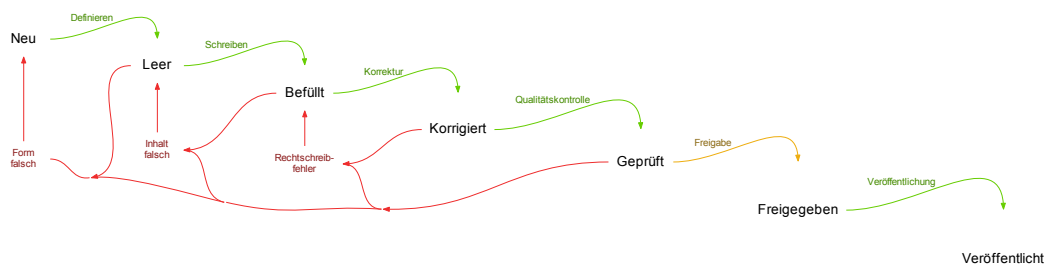 Definieren
Neu
Schreiben
Leer
Korrektur
Befüllt
Qualitätskontrolle
Korrigiert
Freigabe
Form
falsch
Inhalt
falsch
Rechtschreib-
fehler
Geprüft
Veröffentlichung
Freigegeben
Veröffentlicht